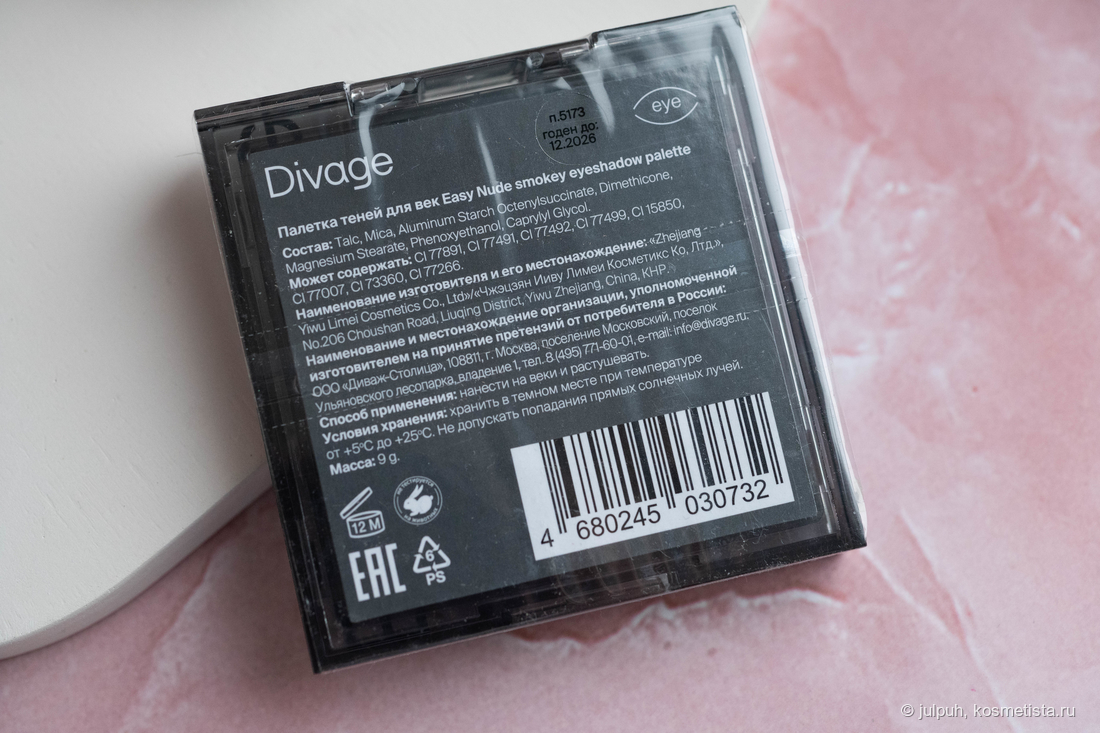 Divage
п.5173
годен до:
12.2026
eye
Палетка теней для век Easy Nude smokey eyeshadow palette
Состав: Talc, Mica, Aluminum Starch Octenylsuccinate, Dimethicone,
Magnesium Stearate, Phenoxyethanol, Caprylyl Glycol.
Может содержать: CI 77891, CI 77491, CI 77492, CI 77499, CI 15850,
CI 77007, CI 73360, CI 77266.
Наименование изготовителя и его местонахождение: «Zhejiang
Yiwu Limei Cosmetics Co., Ltd»/«Чжэцзян Ииву Лимеи Косметикс Ко, Лтд.»,
No.206 Choushan Road, Liuqing District, Yiwu Zhejiang, China, КНР.
Наименование и местонахождение организации, уполномоченной
изготовителем на принятие претензий от потребителя в России:
ООО «Диваж-Столица», 108811, г. Москва, поселение Московский, поселок
Ульяновского лесопарка, владение 1, тел. 8 (495) 771-60-01, e-mail: info@divage.ru.
Способ применения: нанести на веки и растушевать.
Условия хранения: хранить в темном месте при температуре
от +5°C до +25°C. Не допускать попадания прямых солнечных лучей.
Масса: 9 g.
12 M
НЕ ТЕСТИРУЕТСЯ
НА ЖИВОТНЫХ
EAC
6
PS
4 680245 030732
© julpuh, kosmetista.ru